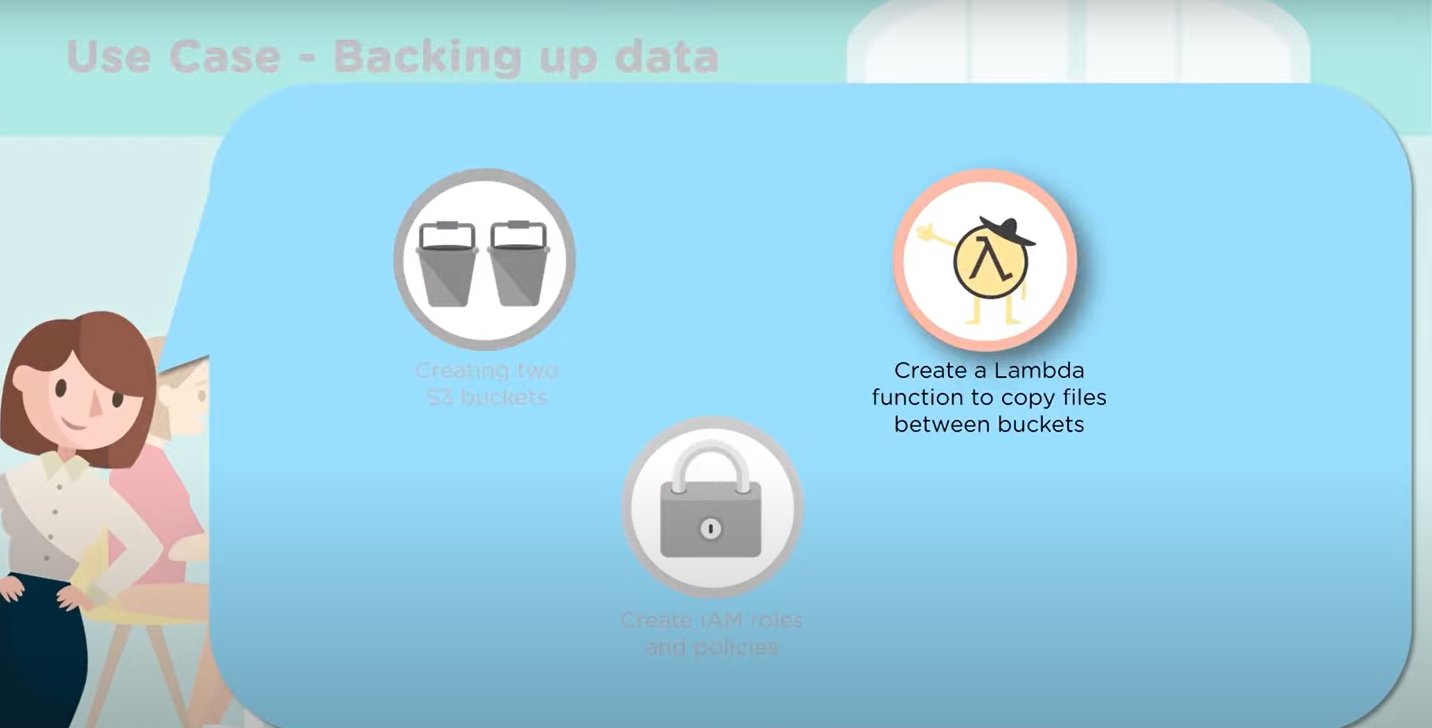 Use Case - Backing up data
Creating two
S3 buckets
Create a Lambda
function to copy files
between buckets
Create IAM roles
and policies